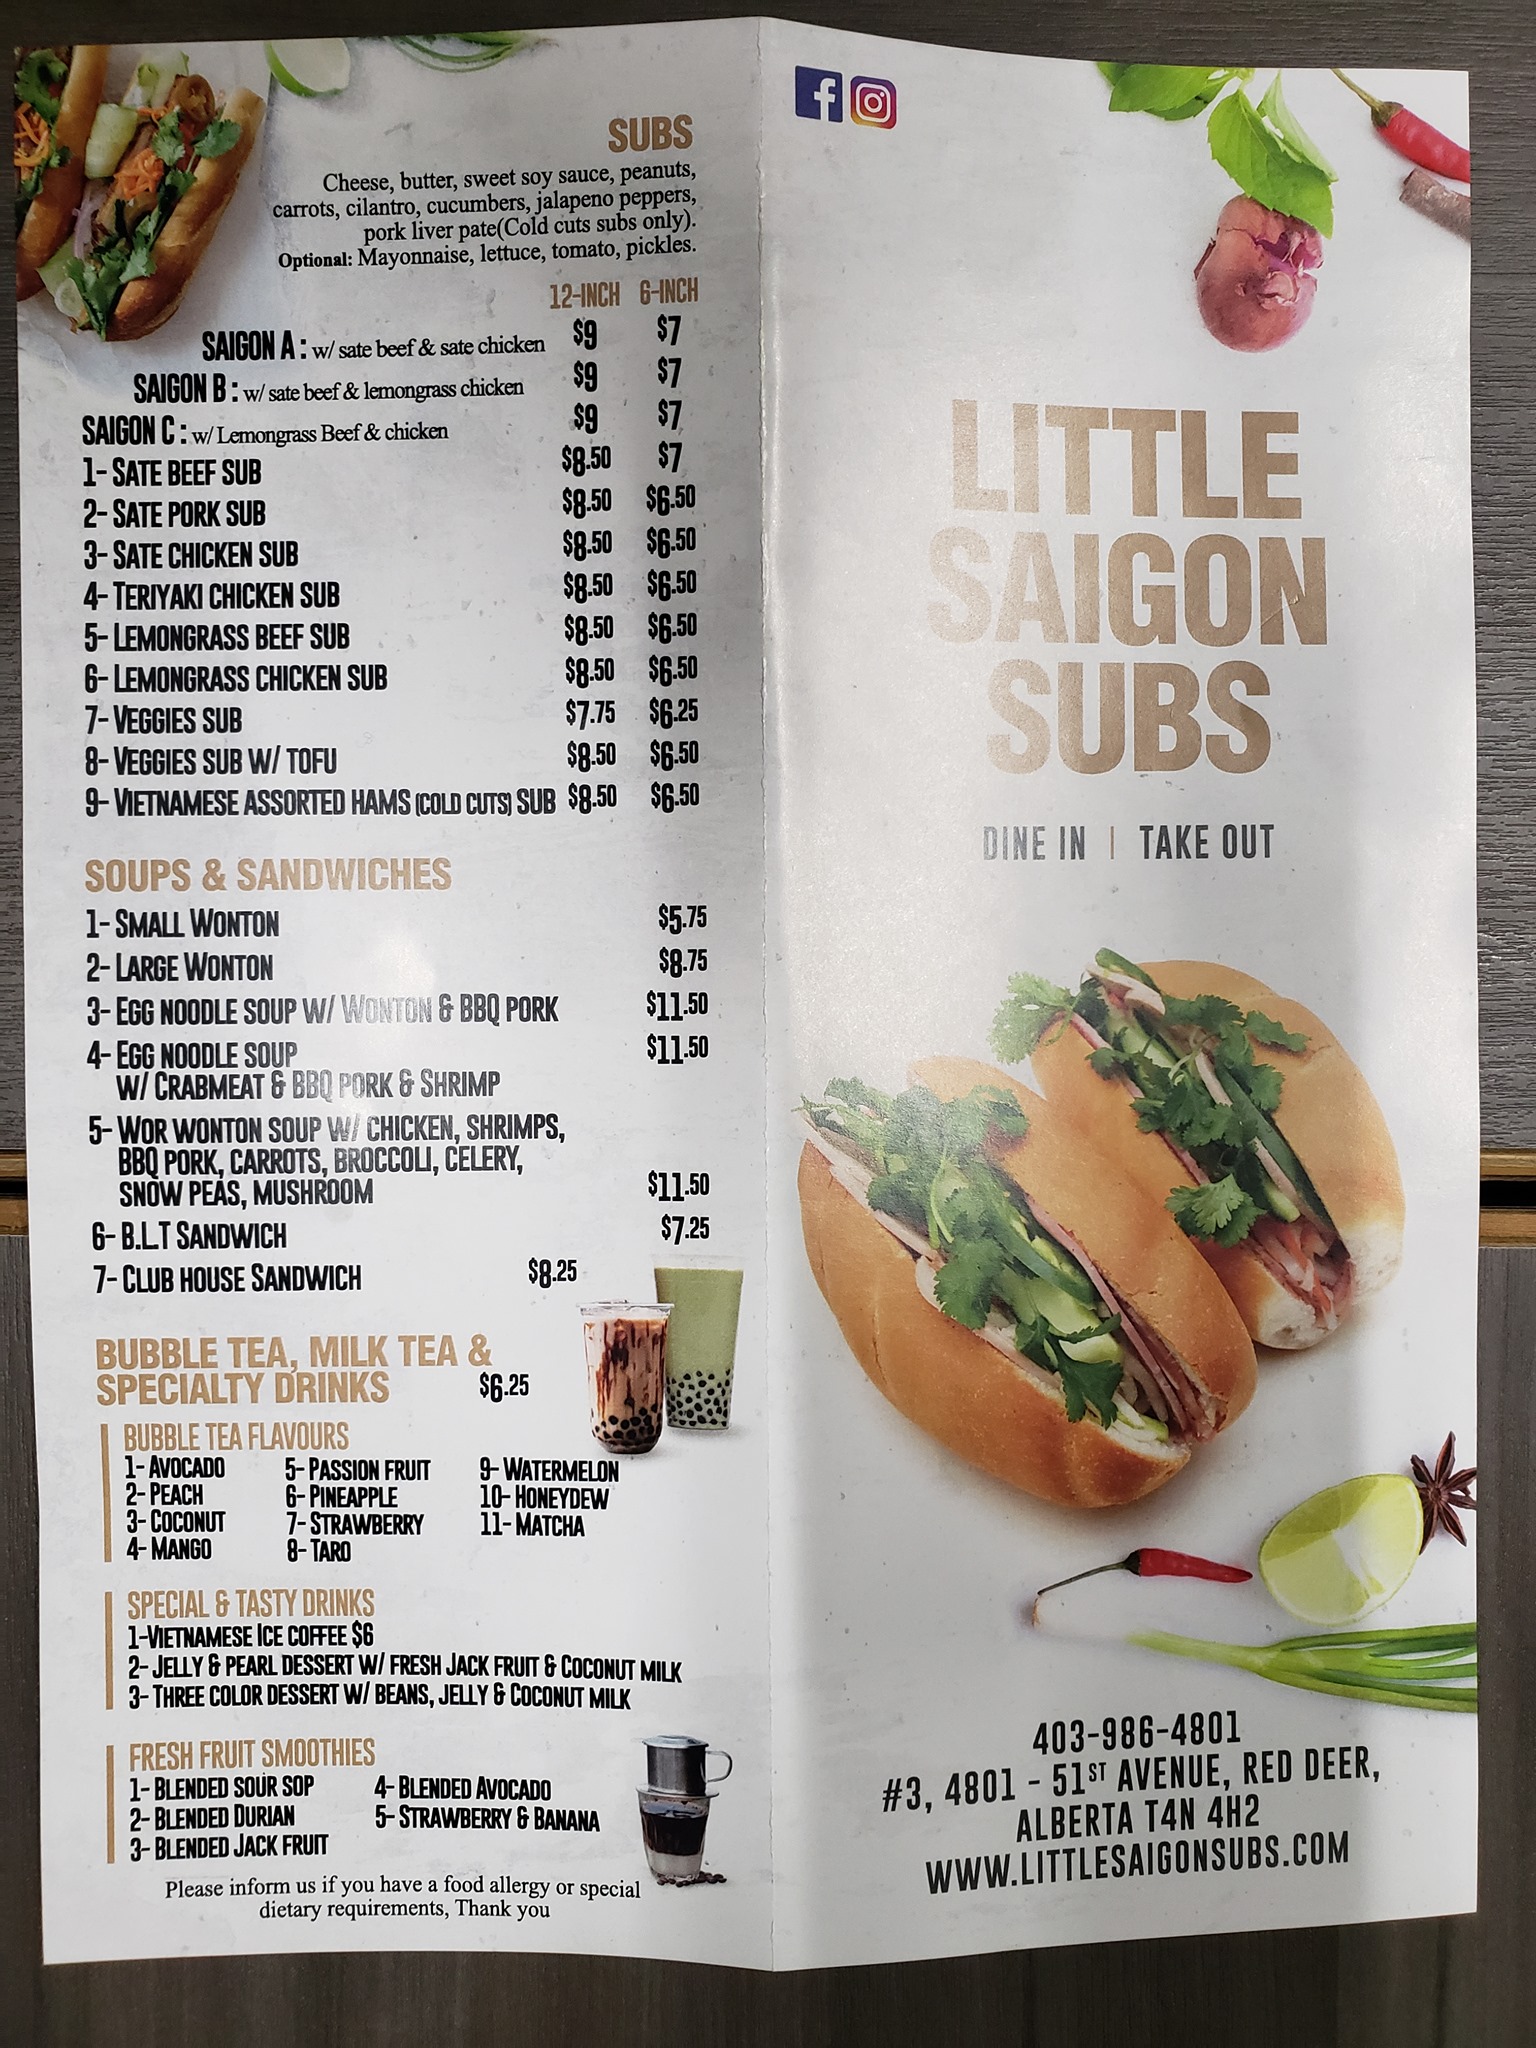 SUBS
Cheese, butter, sweet soy sauce, peanuts,
carrots, cilantro, cucumbers, jalapeno peppers,
pork liver pate(Cold cuts subs only).
Optional: Mayonnaise, lettuce, tomato, pickles.
12-INCH 6-INCH
SAIGON A : w/ sate beef & sate chicken $9 $7
SAIGON B : w/ sate beef & lemongrass chicken $9 $7
SAIGON C : w/ Lemongrass Beef & chicken $9 $7
1- SATE BEEF SUB $8.50 $7
2- SATE PORK SUB $8.50 $6.50
3- SATE CHICKEN SUB $8.50 $6.50
4- TERIYAKI CHICKEN SUB $8.50 $6.50
5- LEMONGRASS BEEF SUB $8.50 $6.50
6- LEMONGRASS CHICKEN SUB $8.50 $6.50
7- VEGGIES SUB $7.75 $6.25
8- VEGGIES SUB W/ TOFU $8.50 $6.50
9- VIETNAMESE ASSORTED HAMS (COLD CUTS) SUB $8.50 $6.50
SOUPS & SANDWICHES
1- SMALL WONTON $5.75
2- LARGE WONTON $8.75
3- EGG NOODLE SOUP W/ WONTON & BBQ PORK $11.50
4- EGG NOODLE SOUP $11.50
W/ CRABMEAT & BBQ PORK & SHRIMP
5- WOR WONTON SOUP W/ CHICKEN, SHRIMPS,
BBQ PORK, CARROTS, BROCCOLI, CELERY,
SNOW PEAS, MUSHROOM $11.50
6- B.L.T SANDWICH $7.25
7- CLUB HOUSE SANDWICH $8.25
BUBBLE TEA, MILK TEA &
SPECIALTY DRINKS $6.25
BUBBLE TEA FLAVOURS
1- AVOCADO 5- PASSION FRUIT 9- WATERMELON
2- PEACH 6- PINEAPPLE 10- HONEYDEW
3- COCONUT 7- STRAWBERRY 11- MATCHA
4- MANGO 8- TARO
SPECIAL & TASTY DRINKS
1-VIETNAMESE ICE COFFEE $6
2- JELLY & PEARL DESSERT W/ FRESH JACK FRUIT & COCONUT MILK
3- THREE COLOR DESSERT W/ BEANS, JELLY & COCONUT MILK
FRESH FRUIT SMOOTHIES
1- BLENDED SOUR SOP 4- BLENDED AVOCADO
2- BLENDED DURIAN 5- STRAWBERRY & BANANA
3- BLENDED JACK FRUIT
Please inform us if you have a food allergy or special
dietary requirements, Thank you
LITTLE
SAIGON
SUBS
DINE IN | TAKE OUT
403-986-4801
#3, 4801 - 51ST AVENUE, RED DEER,
ALBERTA T4N 4H2
WWW.LITTLESAIGONSUBS.COM